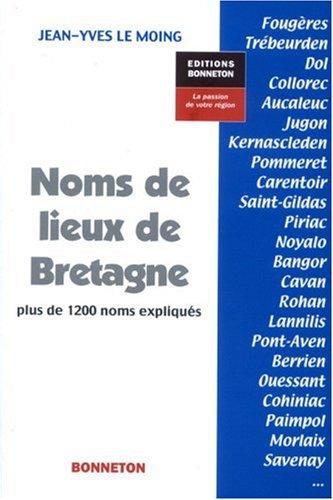 JEAN-YVES LE MOING
EDITIONS
BONNETON
La passion
de votre région
Noms de
lieux de
Bretagne
plus de 1200 noms expliqués
BONNETON
Fougères
Trébeurden
Dol
Collorec
Aucaleuc
Jugon
Kernascleden
Pommeret
Carentoir
Saint-Gildas
Piriac
Noyalo
Bangor
Cavan
Rohan
Lannilis
Pont-Aven
Berrien
Ouessant
Cohiniac
Paimpol
Morlaix
Savenay
...